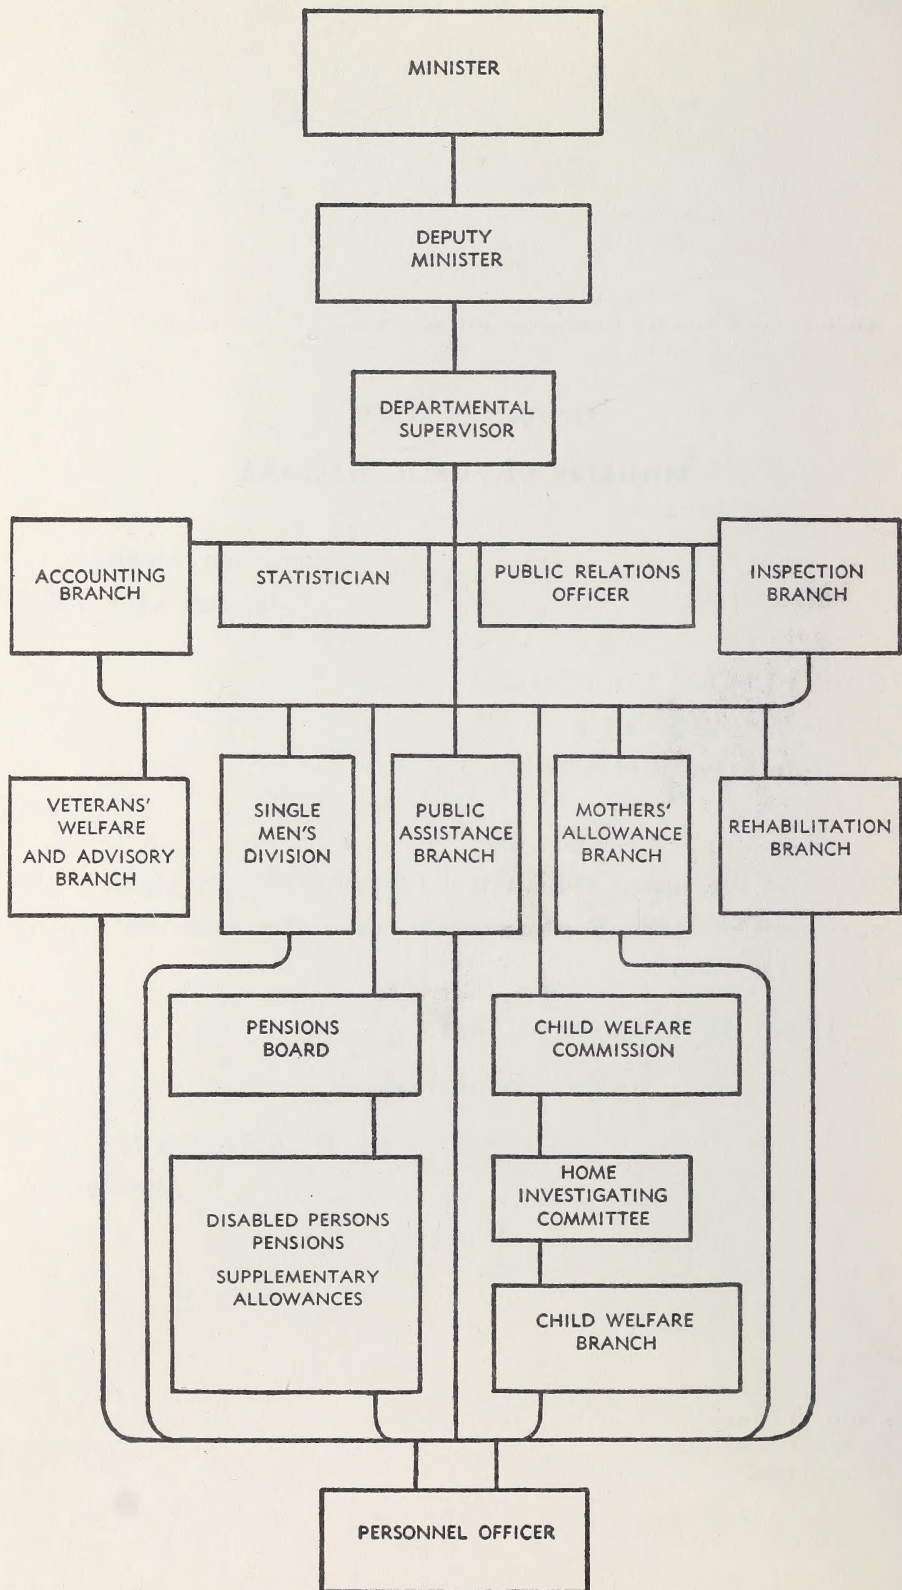 MINISTER
DEPUTY
MINISTER
DEPARTMENTAL
SUPERVISOR
ACCOUNTING
BRANCH
STATISTICIAN
PUBLIC RELATIONS
OFFICER
INSPECTION
BRANCH
VETERANS'
WELFARE
AND ADVISORY
BRANCH
SINGLE
MEN'S
DIVISION
PUBLIC
ASSISTANCE
BRANCH
MOTHERS'
ALLOWANCE
BRANCH
REHABILITATION
BRANCH
PENSIONS
BOARD
CHILD WELFARE
COMMISSION
DISABLED PERSONS
PENSIONS
SUPPLEMENTARY
ALLOWANCES
HOME
INVESTIGATING
COMMITTEE
CHILD WELFARE
BRANCH
PERSONNEL OFFICER